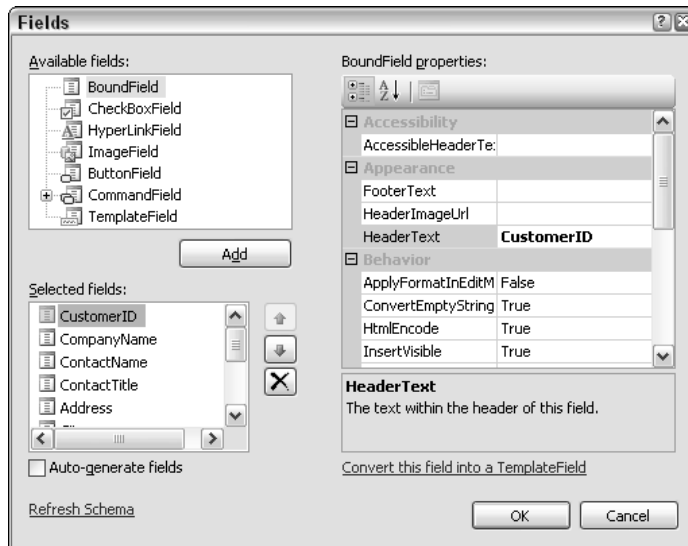 Fields
Available fields:
BoundField
CheckBoxField
HyperLinkField
ImageField
ButtonField
CommandField
TemplateField
Add
Selected fields:
CustomerID
CompanyName
ContactName
ContactTitle
Address
Auto-generate fields
Refresh Schema
BoundField properties:
Accessibility
AccessibleHeaderTe
Appearance
FooterText
HeaderImageUrl
HeaderText CustomerID
Behavior
ApplyFormatInEditM False
ConvertEmptyString True
HtmlEncode True
InsertVisible True
HeaderText
The text within the header of this field.
Convert this field into a TemplateField
OK Cancel